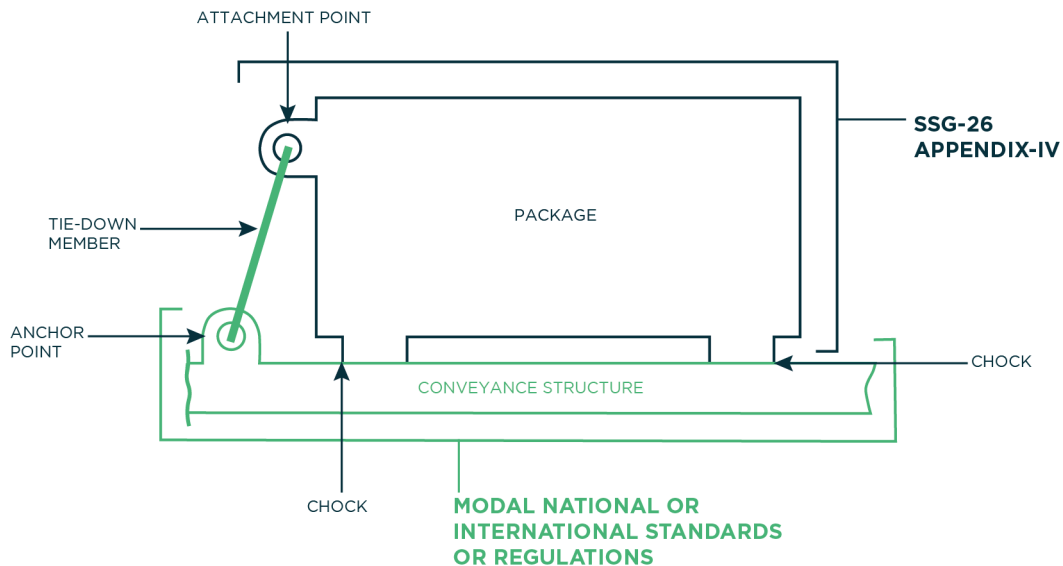 ATTACHMENT POINT
SSG-26
APPENDIX-IV
PACKAGE
TIE-DOWN
MEMBER
ANCHOR
POINT
CHOCK
CONVEYANCE STRUCTURE
CHOCK
MODAL NATIONAL OR
INTERNATIONAL STANDARDS
OR REGULATIONS